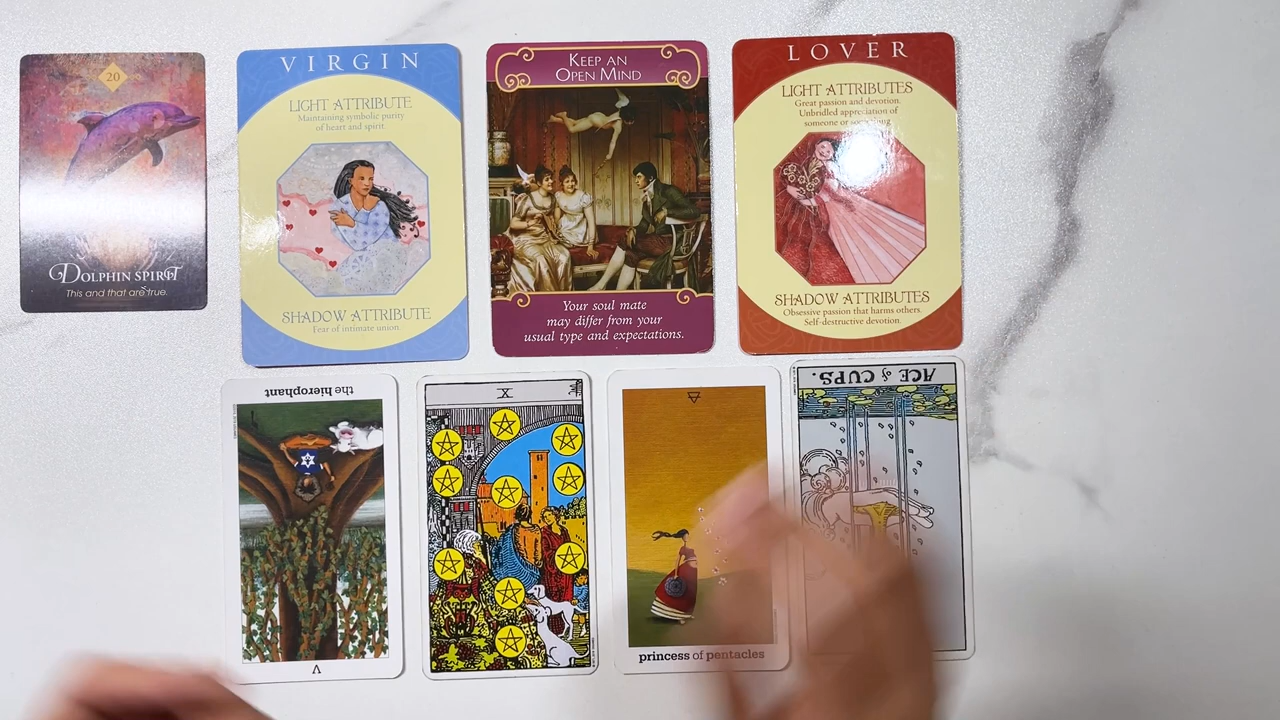 20
DOLPHIN SPIRIT
This and that are true.
VIRGIN
LIGHT ATTRIBUTE
Maintaining symbolic purity
of heart and spirit.
SHADOW ATTRIBUTE
Fear of intimate union.
KEEP AN
OPEN MIND
Your soul mate
may differ from your
usual type and expectations.
LOVER
LIGHT ATTRIBUTES
Great passion and devotion.
Unbridled appreciation of
someone or something
SHADOW ATTRIBUTES
Obsessive passion that harms others.
Self-destructive devotion.
the hierophant
V
X
princess of pentacles
ACE of CUPS.